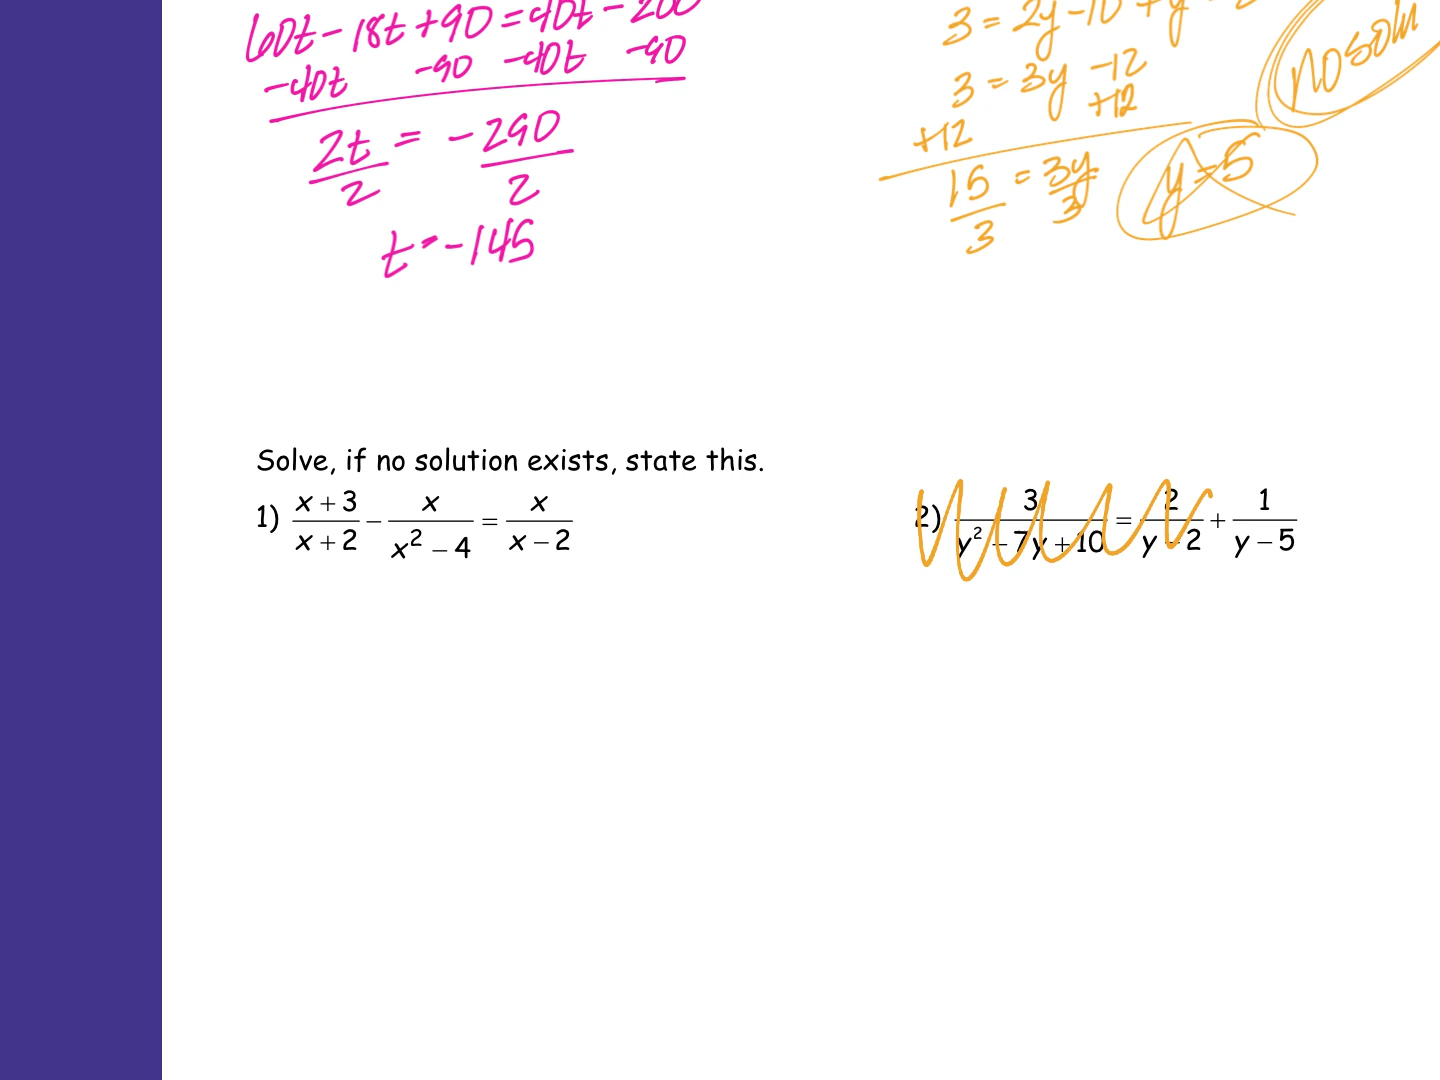 60t - 18t + 90 = 40t - 200
-40t -90 -40t -90
2t/2 = -290/2
t = -145
3 = 2y - 10 + y
3 = 3y - 12
+12 +12
15/3 = 3y/3
y = 5
no soln
Solve, if no solution exists, state this.
1) (x + 3)/(x + 2) − x/(x² − 4) = x/(x − 2)
2) 3/(y² − 7y + 10) = 2/(y − 2) + 1/(y − 5)